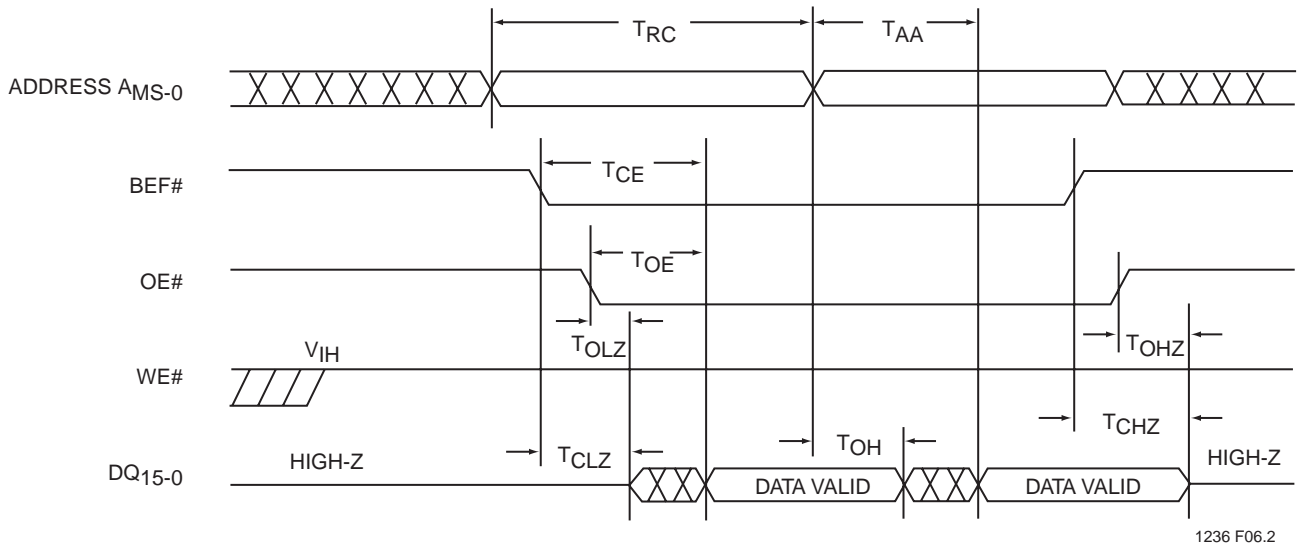 TRC
TAA
ADDRESS AMS-0
TCE
BEF#
TOE
OE#
TOLZ
TOHZ
VIH
WE#
TCHZ
TOH
TCLZ
HIGH-Z
HIGH-Z
DQ15-0
DATA VALID
DATA VALID
1236 F06.2